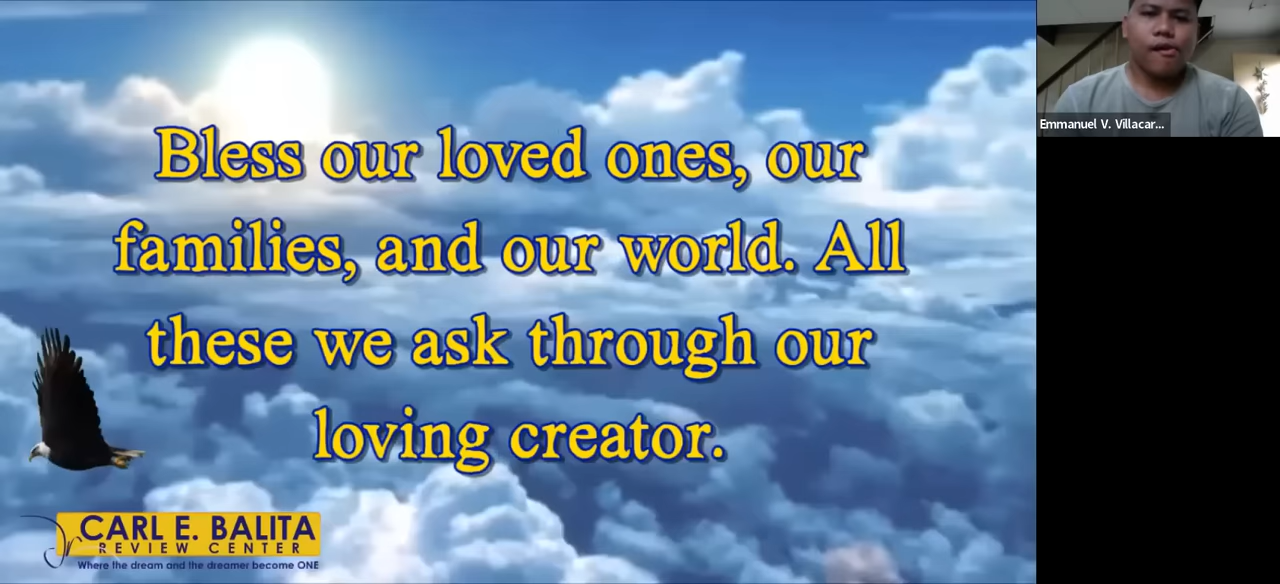 Bless our loved ones, our
families, and our world. All
these we ask through our
loving creator.
Dr. CARL E. BALITA
REVIEW CENTER
Where the dream and the dreamer become ONE
Emmanuel V. Villacar...